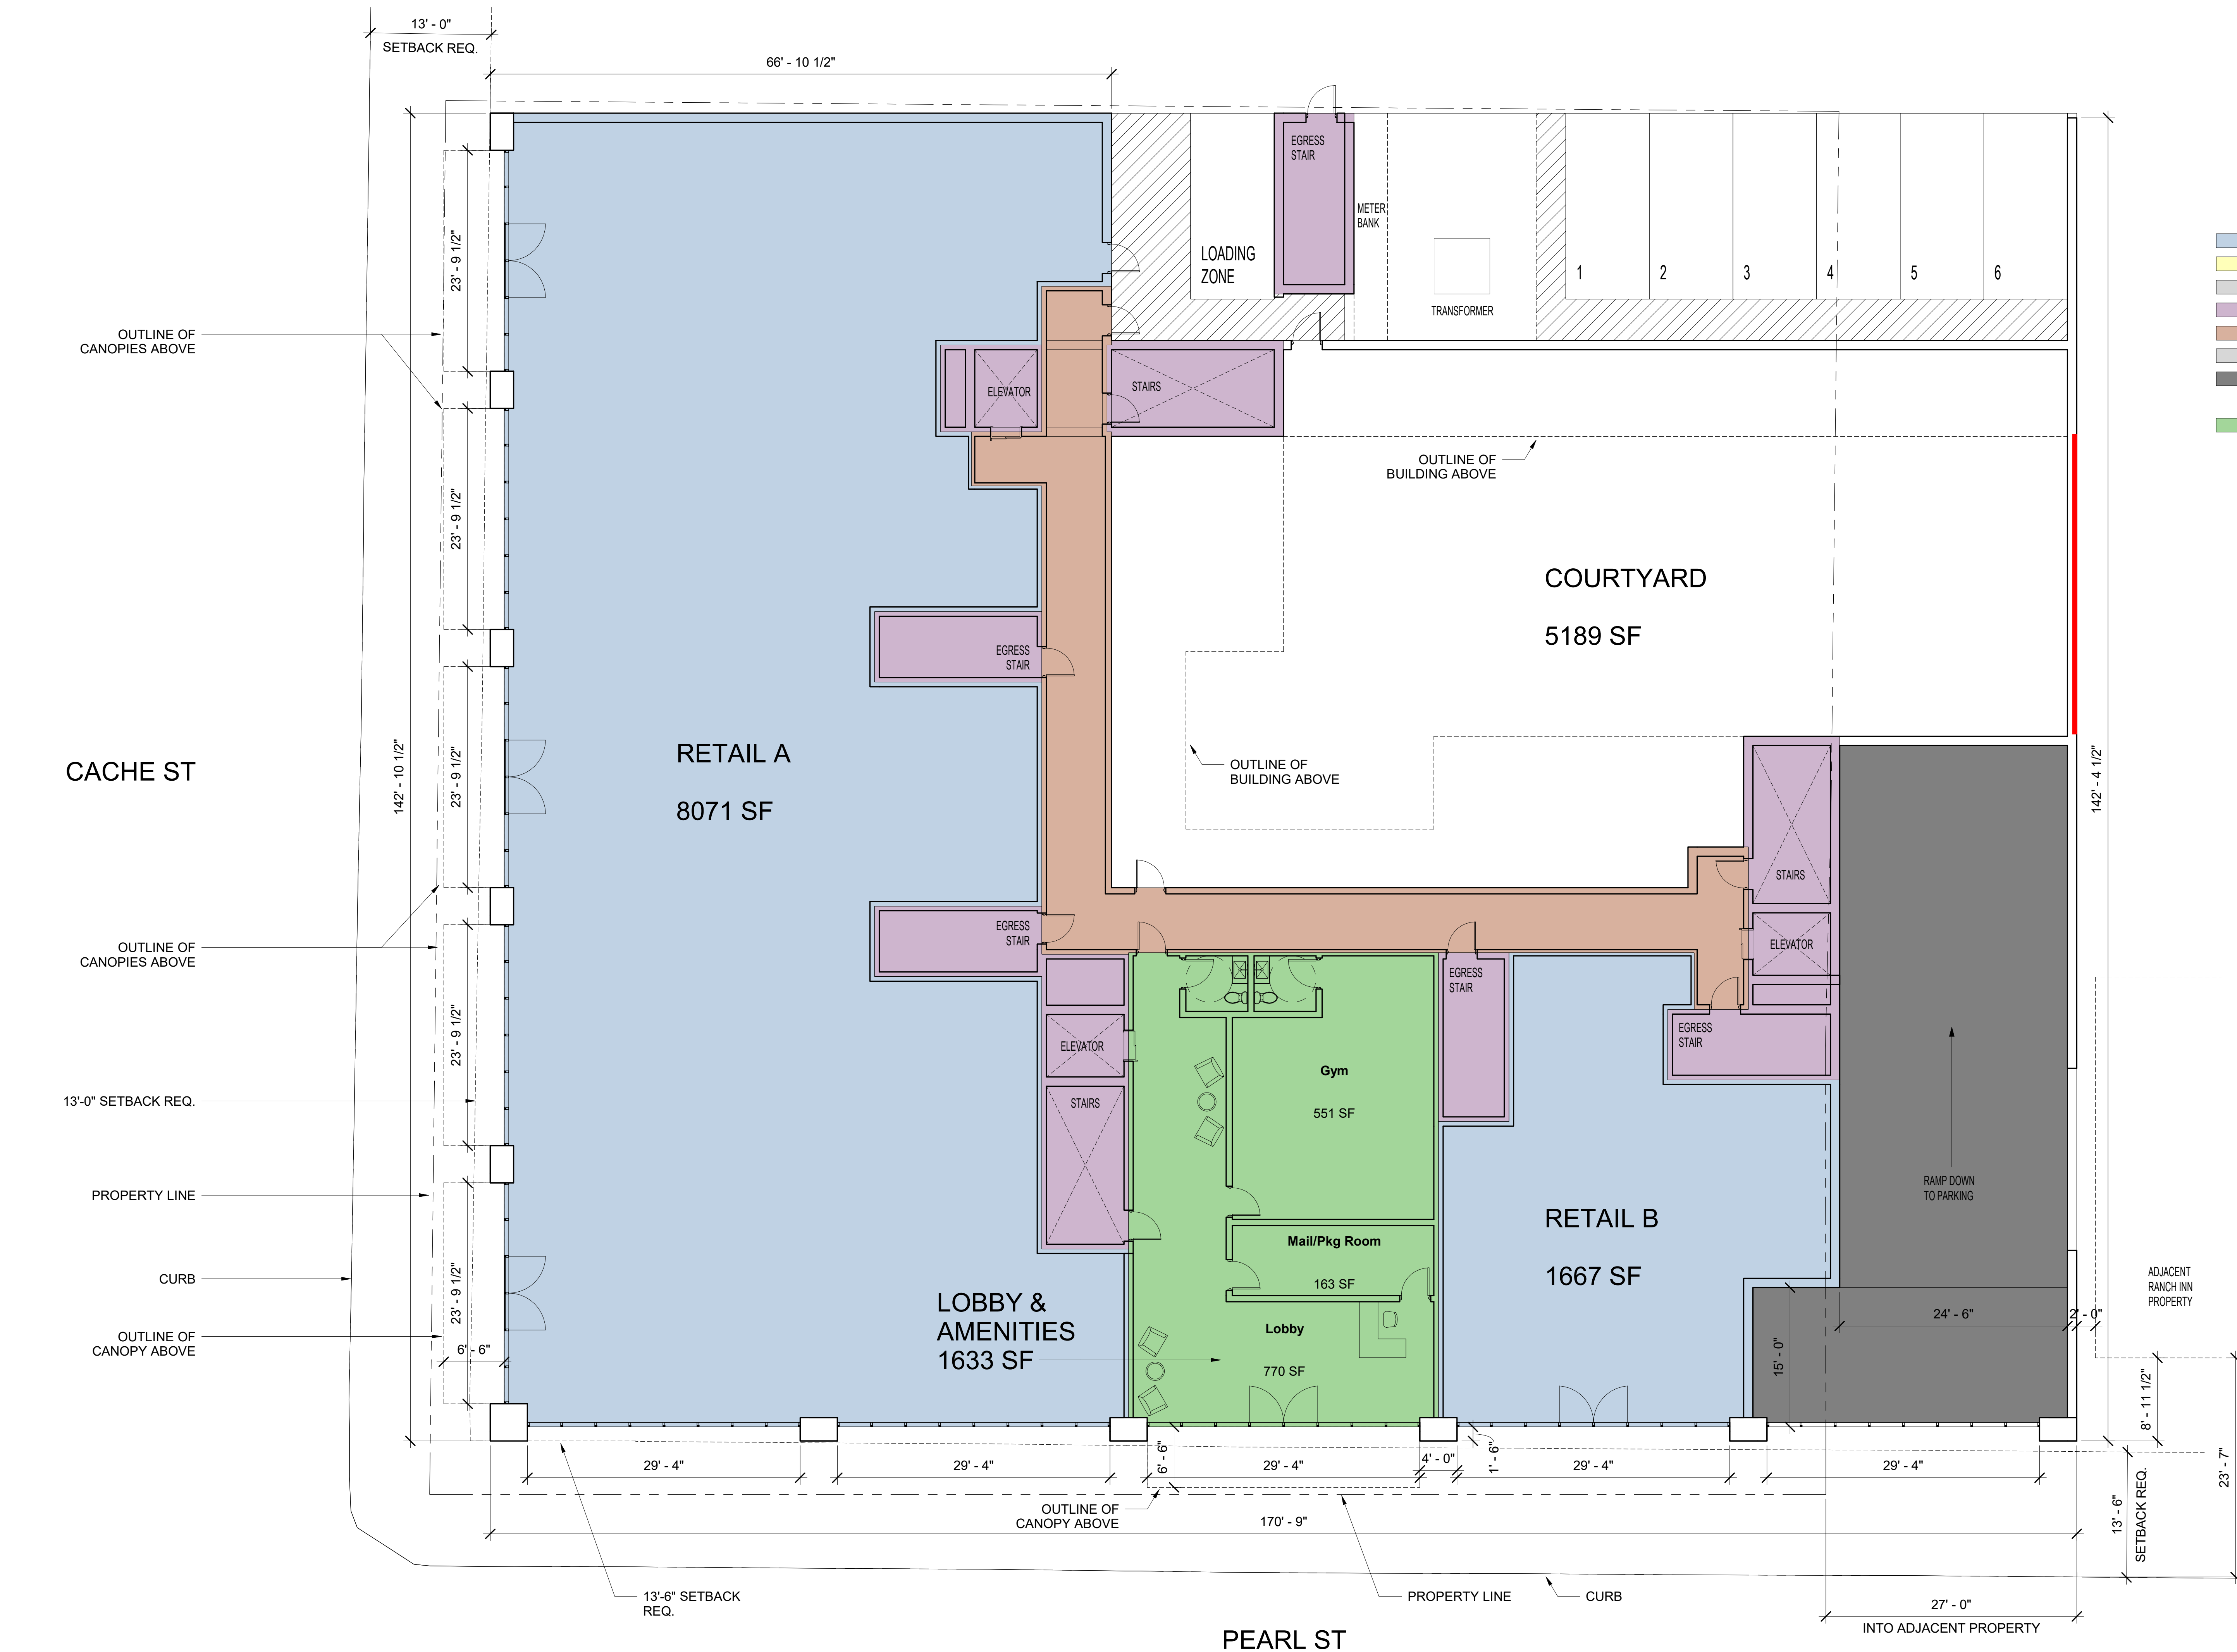 13' - 0"
SETBACK REQ.
66' - 10 1/2"
EGRESS
STAIR
METER
BANK
LOADING
ZONE
TRANSFORMER
1
2
3
4
5
6
23' - 9 1/2"
OUTLINE OF
CANOPIES ABOVE
ELEVATOR
STAIRS
OUTLINE OF
BUILDING ABOVE
23' - 9 1/2"
COURTYARD
5189 SF
EGRESS
STAIR
RETAIL A
8071 SF
CACHE ST
142' - 10 1/2"
23' - 9 1/2"
OUTLINE OF
BUILDING ABOVE
142' - 4 1/2"
STAIRS
EGRESS
STAIR
ELEVATOR
OUTLINE OF
CANOPIES ABOVE
EGRESS
STAIR
EGRESS
STAIR
23' - 9 1/2"
ELEVATOR
13'-0" SETBACK REQ.
STAIRS
Gym
551 SF
RAMP DOWN
TO PARKING
PROPERTY LINE
RETAIL B
1667 SF
Mail/Pkg Room
163 SF
CURB
23' - 9 1/2"
LOBBY &
AMENITIES
1633 SF
Lobby
770 SF
ADJACENT
RANCH INN
PROPERTY
24' - 6"
2' - 0"
15' - 0"
OUTLINE OF
CANOPY ABOVE
6' - 6"
8' - 11 1/2"
29' - 4"
29' - 4"
6' - 6"
29' - 4"
4' - 0"
1' - 6"
29' - 4"
29' - 4"
23' - 7"
13' - 6"
SETBACK REQ.
OUTLINE OF
CANOPY ABOVE
170' - 9"
13'-6" SETBACK
REQ.
PROPERTY LINE
CURB
27' - 0"
INTO ADJACENT PROPERTY
PEARL ST